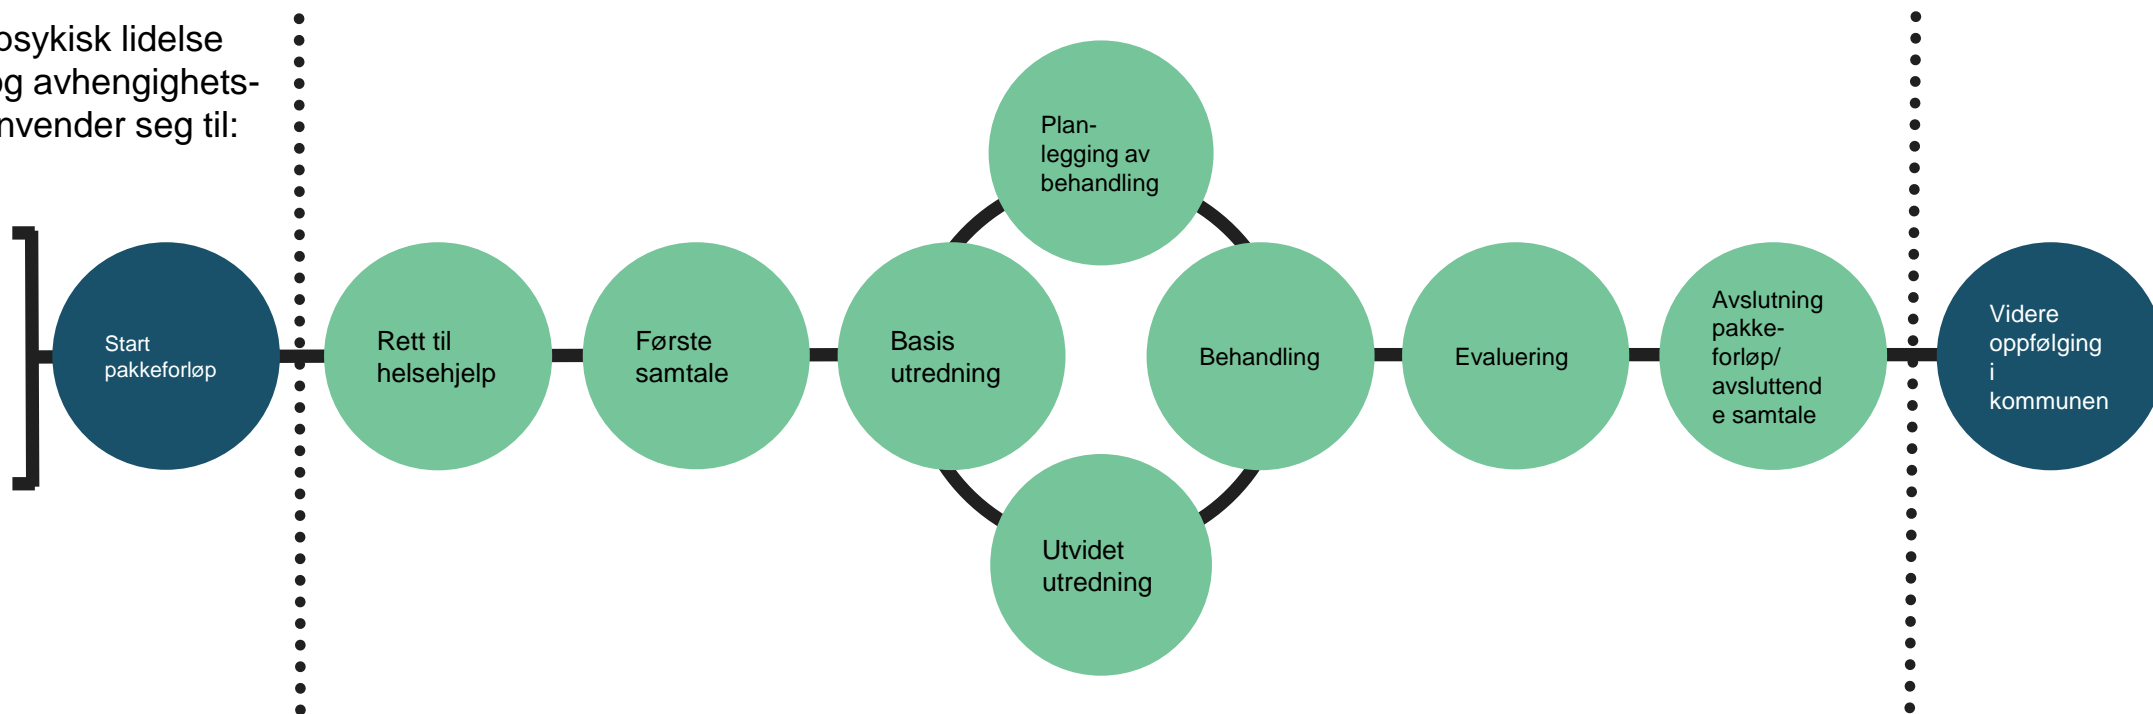 psykisk lidelse
og avhengighets-
nvender seg til:
Plan-
legging av
behandling
Start
pakkeforløp
Rett til
helsehjelp
Første
samtale
Basis
utredning
Behandling
Evaluering
Avslutning
pakke-
forløp/
avsluttend
e samtale
Videre
oppfølging
i
kommunen
Utvidet
utredning